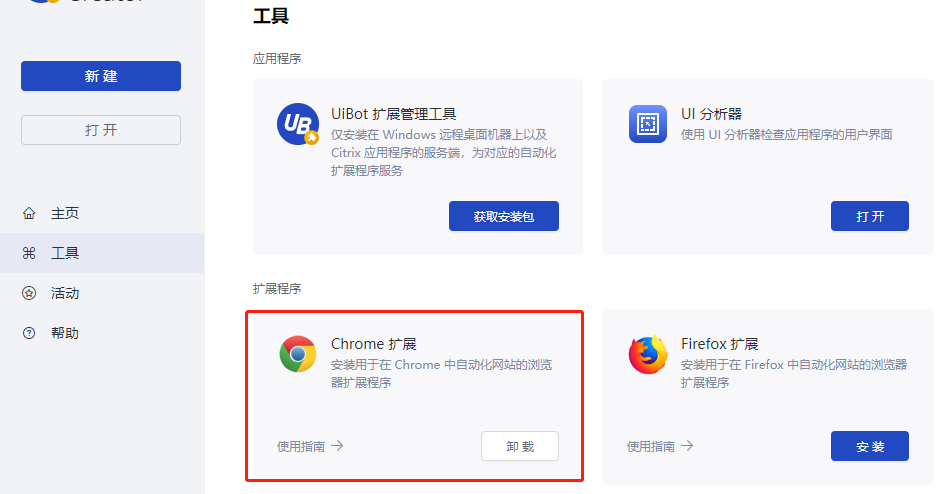 工具
新 建
打 开
主页
工具
活动
帮助
应用程序
UB
UiBot 扩展管理工具
仅安装在 Windows 远程桌面机器上以及
Citrix 应用程序的服务端，为对应的自动化
扩展程序服务
获取安装包
UI 分析器
使用 UI 分析器检查应用程序的用户界面
打 开
扩展程序
Chrome 扩展
安装用于在 Chrome 中自动化网站的浏览
器扩展程序
使用指南 →
卸 载
Firefox 扩展
安装用于在 Firefox 中自动化网站的浏览器
扩展程序
使用指南 →
安 装